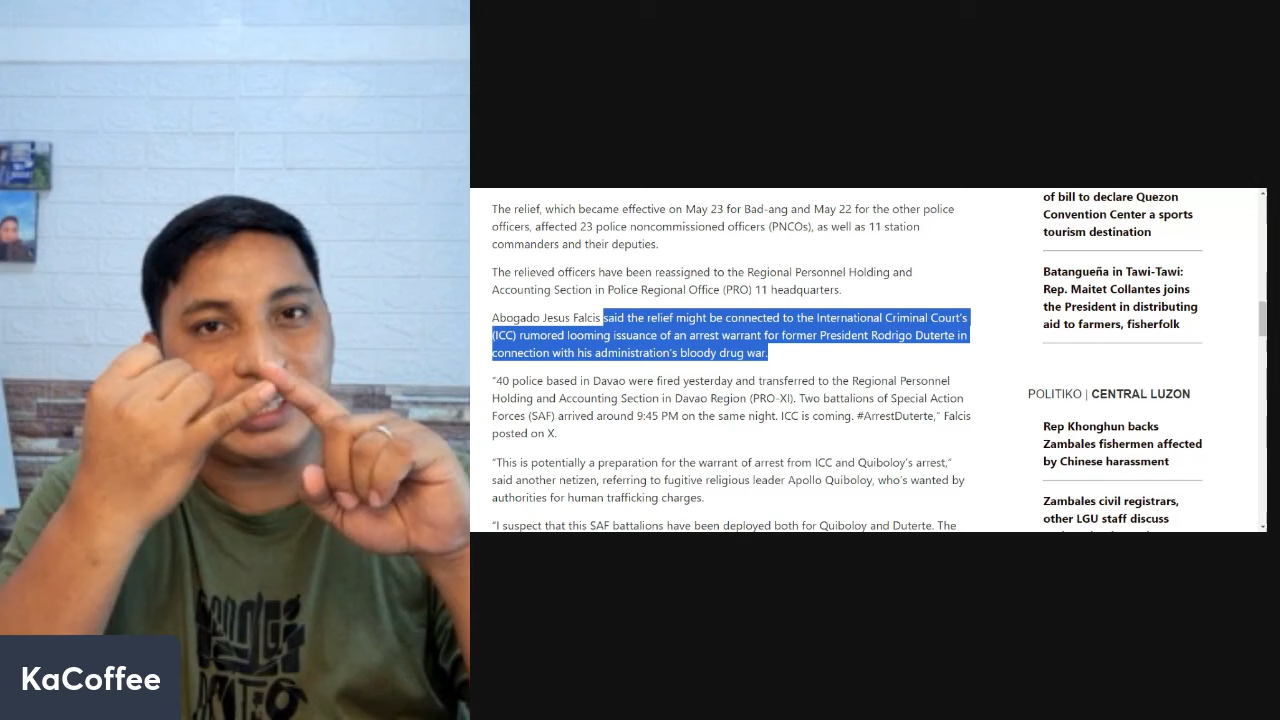 The relief, which became effective on May 23 for Bad-ang and May 22 for the other police
officers, affected 23 police noncommissioned officers (PNCOs), as well as 11 station
commanders and their deputies.
The relieved officers have been reassigned to the Regional Personnel Holding and
Accounting Section in Police Regional Office (PRO) 11 headquarters.
Abogado Jesus Falcis said the relief might be connected to the International Criminal Court's
(ICC) rumored looming issuance of an arrest warrant for former President Rodrigo Duterte in
connection with his administration's bloody drug war.
"40 police based in Davao were fired yesterday and transferred to the Regional Personnel
Holding and Accounting Section in Davao Region (PRO-XI). Two battalions of Special Action
Forces (SAF) arrived around 9:45 PM on the same night. ICC is coming. #ArrestDuterte," Falcis
posted on X.
"This is potentially a preparation for the warrant of arrest from ICC and Quiboloy's arrest,"
said another netizen, referring to fugitive religious leader Apollo Quiboloy, who's wanted by
authorities for human trafficking charges.
"I suspect that this SAF battalions have been deployed both for Quiboloy and Duterte. The
of bill to declare Quezon
Convention Center a sports
tourism destination
Batangueña in Tawi-Tawi:
Rep. Maitet Collantes joins
the President in distributing
aid to farmers, fisherfolk
POLITIKO | CENTRAL LUZON
Rep Khonghun backs
Zambales fishermen affected
by Chinese harassment
Zambales civil registrars,
other LGU staff discuss
KaCoffee